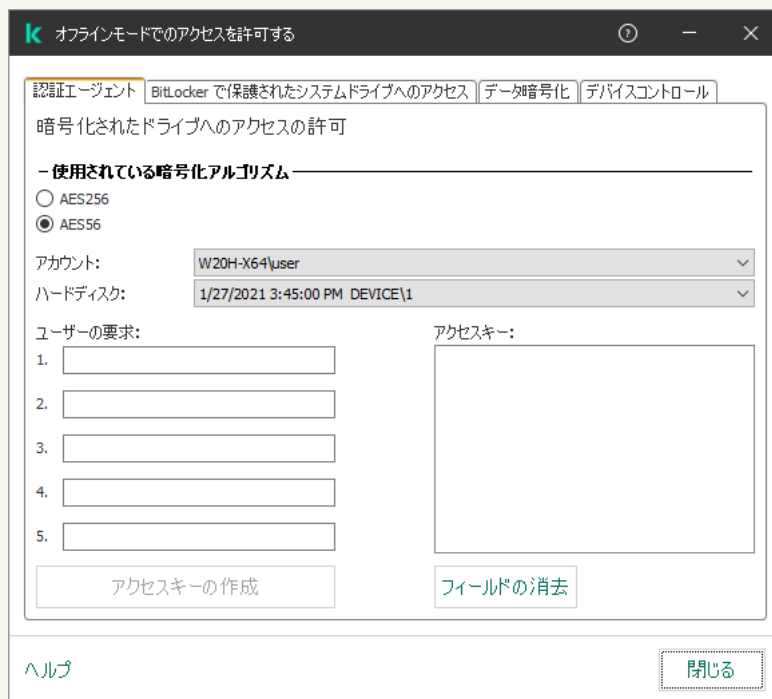 オフラインモードでのアクセスを許可する
認証エージェント BitLocker で保護されたシステムドライブへのアクセス データ暗号化 デバイスコントロール
暗号化されたドライブへのアクセスの許可
使用されている暗号化アルゴリズム
AES256
AES56
アカウント: W20H-X64\user
ハードディスク: 1/27/2021 3:45:00 PM DEVICE\1
ユーザーの要求: アクセスキー:
1.
2.
3.
4.
5.
アクセスキーの作成 フィールドの消去
ヘルプ 閉じる